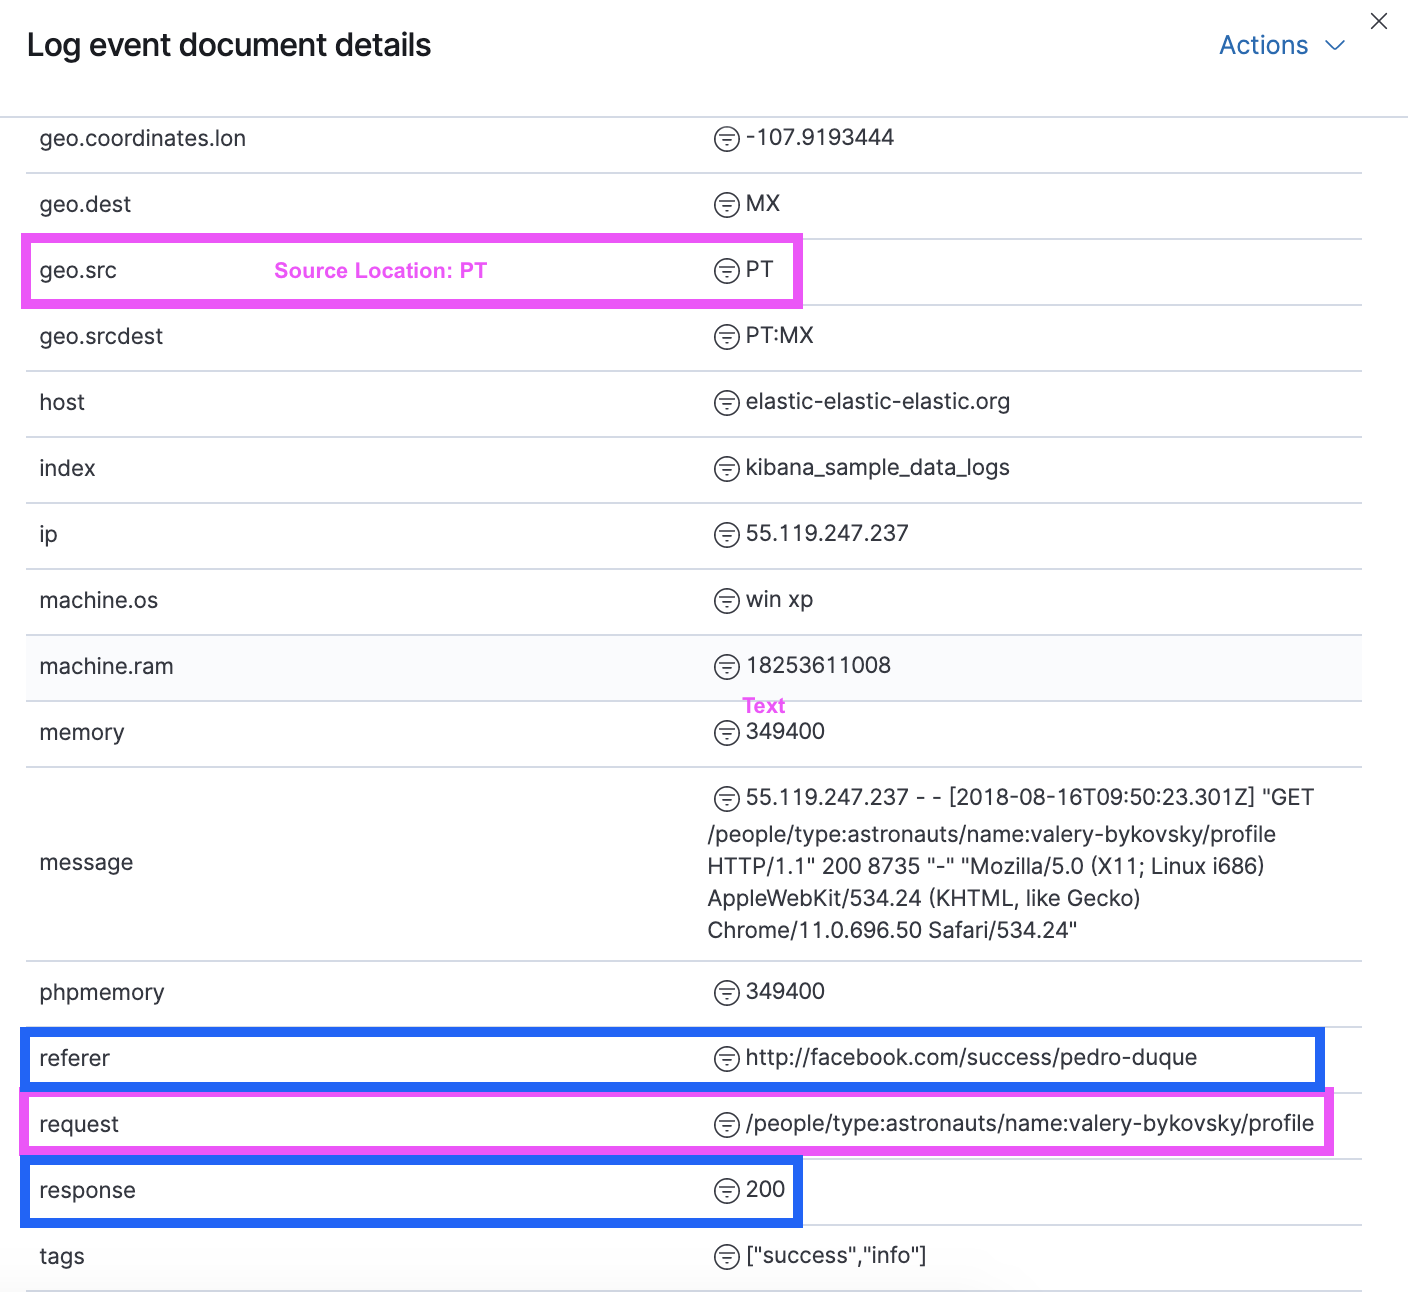 Log event document details
Actions
geo.coordinates.lon -107.9193444
geo.dest MX
geo.src Source Location: PT PT
geo.srcdest PT:MX
host elastic-elastic-elastic.org
index kibana_sample_data_logs
ip 55.119.247.237
machine.os win xp
machine.ram 18253611008
Text
memory 349400
message
55.119.247.237 - - [2018-08-16T09:50:23.301Z] "GET
/people/type:astronauts/name:valery-bykovsky/profile
HTTP/1.1" 200 8735 "-" "Mozilla/5.0 (X11; Linux i686)
AppleWebKit/534.24 (KHTML, like Gecko)
Chrome/11.0.696.50 Safari/534.24"
phpmemory 349400
referer http://facebook.com/success/pedro-duque
request /people/type:astronauts/name:valery-bykovsky/profile
response 200
tags ["success","info"]